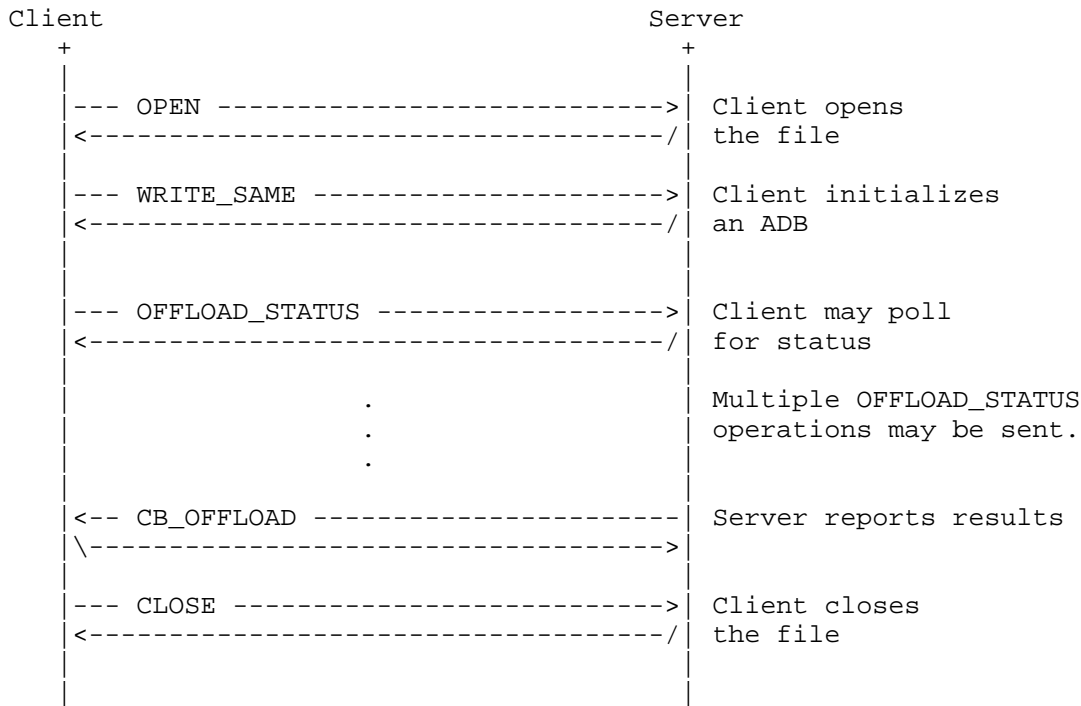 Client Server
+ +
| |
|--- OPEN ---------------------------->| Client opens
|<------------------------------------/| the file
| |
|--- WRITE_SAME ---------------------->| Client initializes
|<------------------------------------/| an ADB
| |
| |
|--- OFFLOAD_STATUS ------------------>| Client may poll
|<------------------------------------/| for status
| |
| . | Multiple OFFLOAD_STATUS
| . | operations may be sent.
| . |
| |
|<-- CB_OFFLOAD -----------------------| Server reports results
|\------------------------------------>|
| |
|--- CLOSE --------------------------->| Client closes
|<------------------------------------/| the file
| |
| |